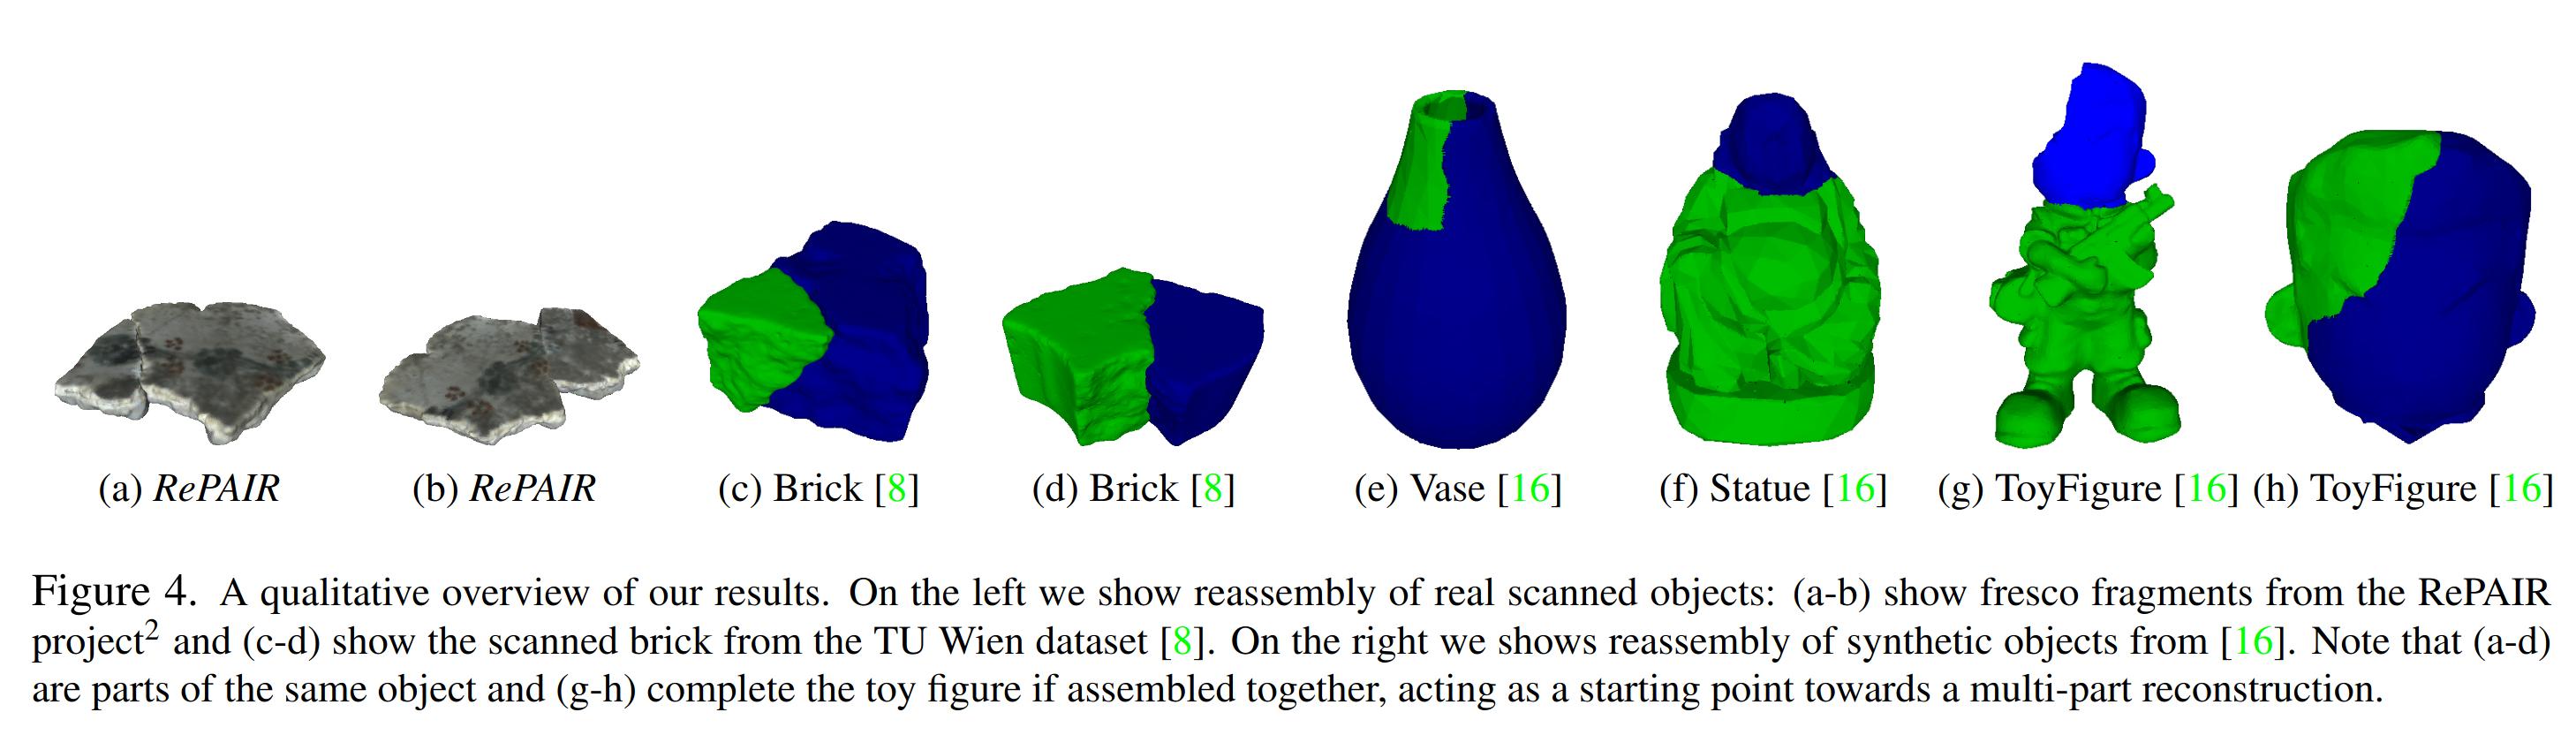 (a) RePAIR
(b) RePAIR
(c) Brick [8]
(d) Brick [8]
(e) Vase [16]
(f) Statue [16]
(g) ToyFigure [16]
(h) ToyFigure [16]
Figure 4. A qualitative overview of our results. On the left we show reassembly of real scanned objects: (a-b) show fresco fragments from the RePAIR
project² and (c-d) show the scanned brick from the TU Wien dataset [8]. On the right we shows reassembly of synthetic objects from [16]. Note that (a-d)
are parts of the same object and (g-h) complete the toy figure if assembled together, acting as a starting point towards a multi-part reconstruction.